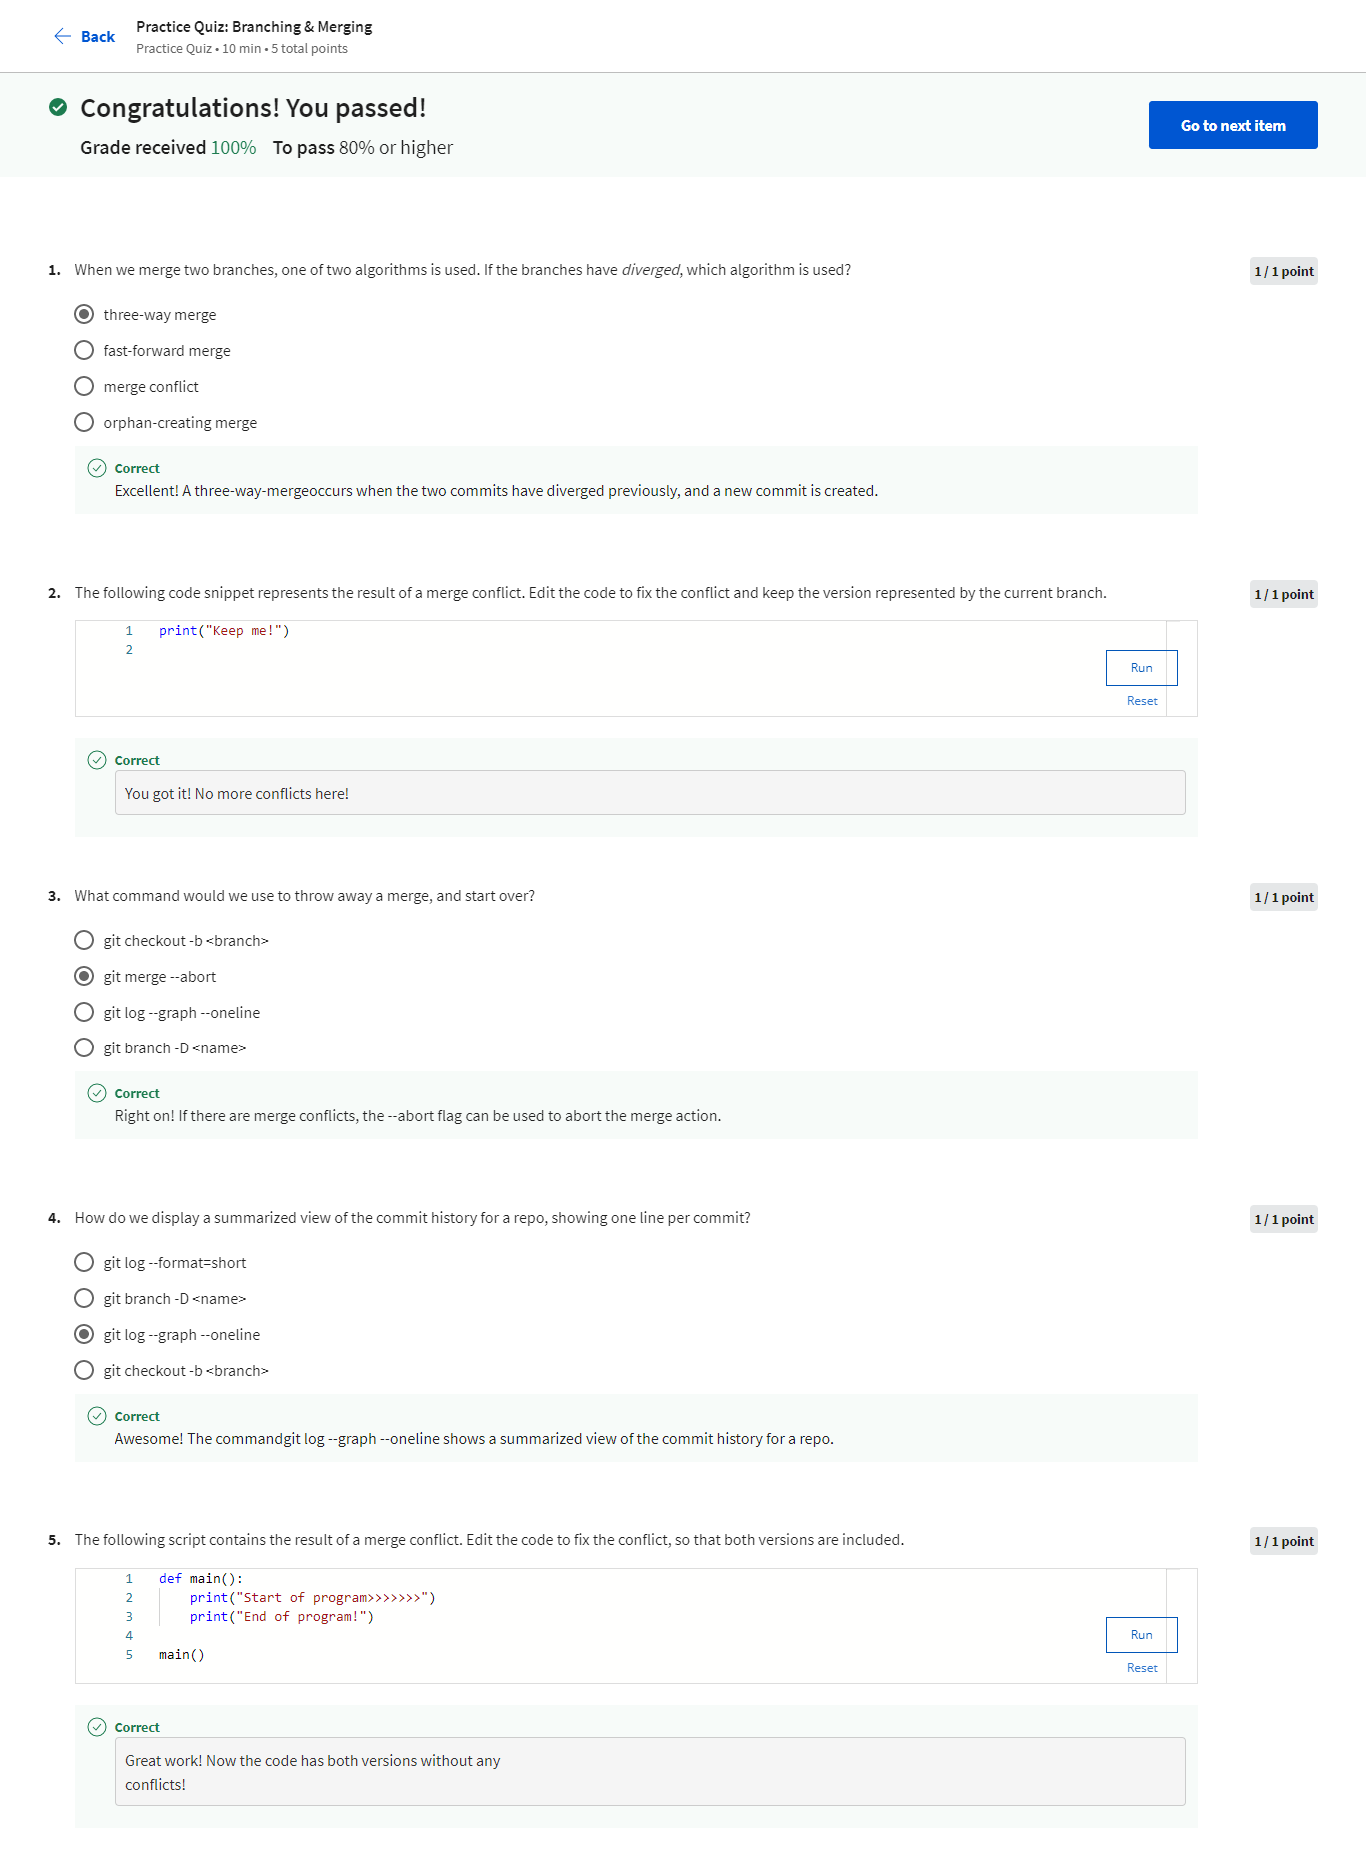 Back
Practice Quiz: Branching & Merging
Practice Quiz • 10 min • 5 total points
Congratulations! You passed!
Grade received 100% To pass 80% or higher
Go to next item
1. When we merge two branches, one of two algorithms is used. If the branches have diverged, which algorithm is used?
1 / 1 point
three-way merge
fast-forward merge
merge conflict
orphan-creating merge
Correct
Excellent! A three-way-mergeoccurs when the two commits have diverged previously, and a new commit is created.
2. The following code snippet represents the result of a merge conflict. Edit the code to fix the conflict and keep the version represented by the current branch.
1 / 1 point
1 print("Keep me!")
2
Run
Reset
Correct
You got it! No more conflicts here!
3. What command would we use to throw away a merge, and start over?
1 / 1 point
git checkout -b <branch>
git merge --abort
git log --graph --oneline
git branch -D <name>
Correct
Right on! If there are merge conflicts, the --abort flag can be used to abort the merge action.
4. How do we display a summarized view of the commit history for a repo, showing one line per commit?
1 / 1 point
git log --format=short
git branch -D <name>
git log --graph --oneline
git checkout -b <branch>
Correct
Awesome! The commandgit log --graph --oneline shows a summarized view of the commit history for a repo.
5. The following script contains the result of a merge conflict. Edit the code to fix the conflict, so that both versions are included.
1 / 1 point
1 def main():
2     print("Start of program>>>>>>>")
3     print("End of program!")
4
5 main()
Run
Reset
Correct
Great work! Now the code has both versions without any
conflicts!